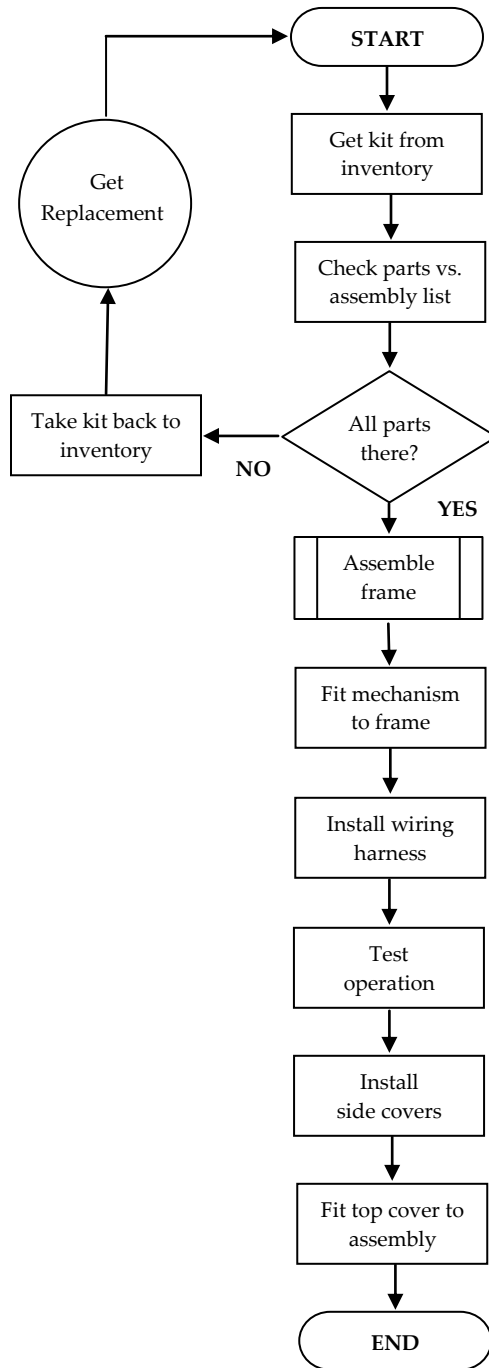 START
Get kit from
inventory
Get
Replacement
Check parts vs.
assembly list
All parts
there?
Take kit back to
inventory
NO
YES
Assemble
frame
Fit mechanism
to frame
Install wiring
harness
Test
operation
Install
side covers
Fit top cover to
assembly
END